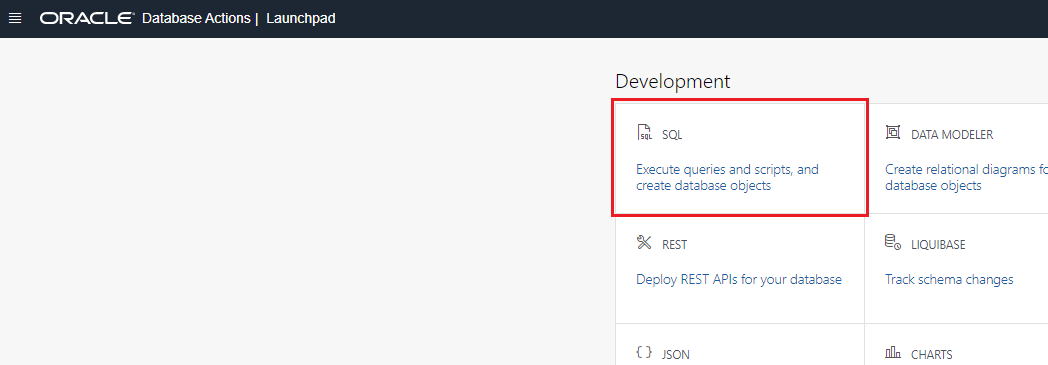 ORACLE Database Actions | Launchpad
Development
SQL
Execute queries and scripts, and
create database objects
DATA MODELER
Create relational diagrams fo
database objects
REST
Deploy REST APIs for your database
LIQUIBASE
Track schema changes
{ } JSON
CHARTS